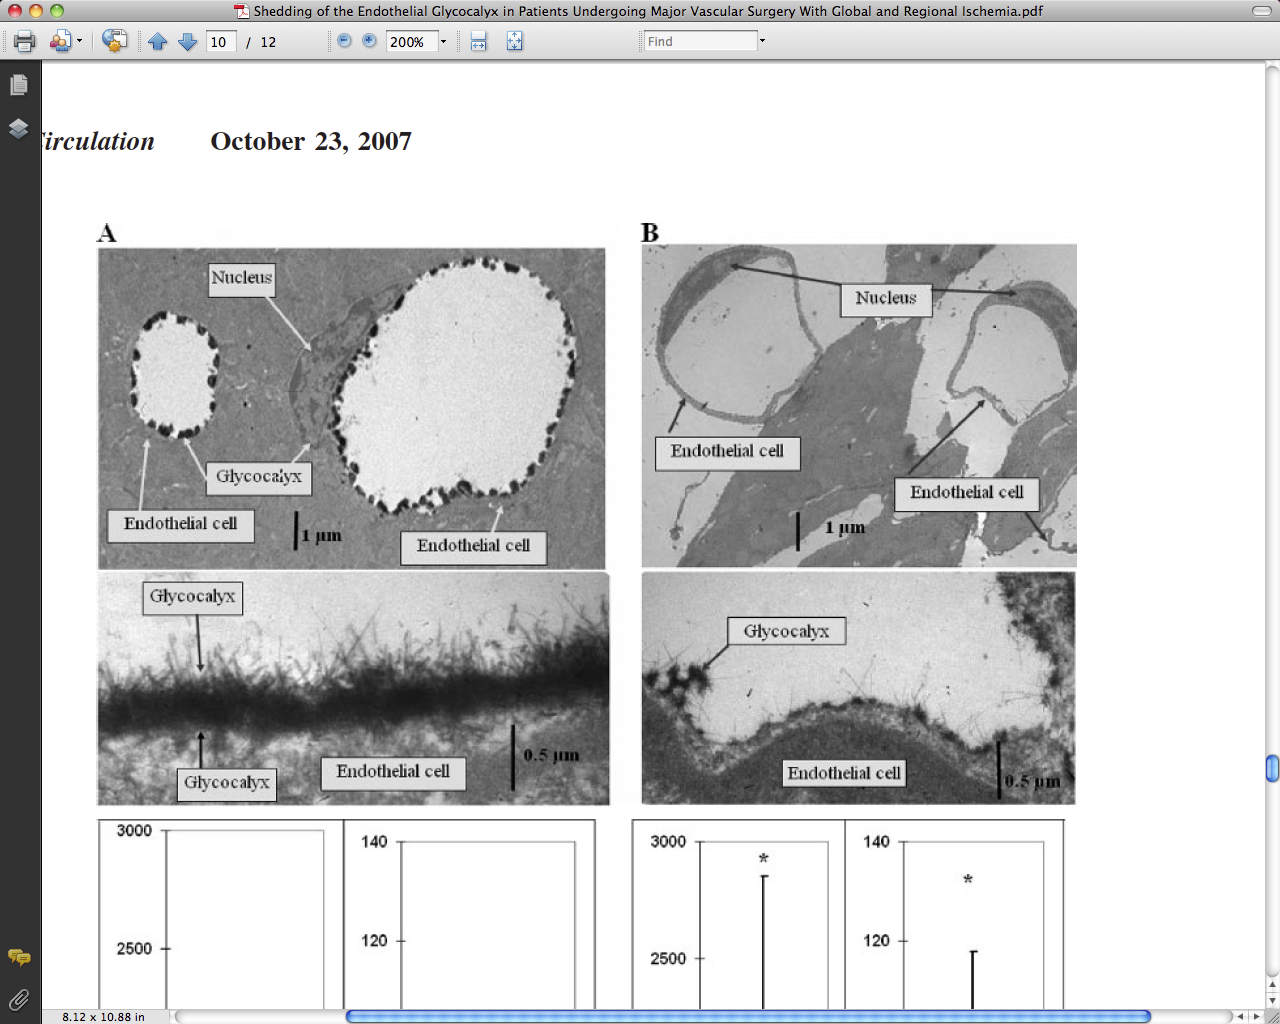 Shedding of the Endothelial Glycocalyx in Patients Undergoing Major Vascular Surgery With Global and Regional Ischemia.pdf
10 / 12
200%
Find
Circulation October 23, 2007
A
Nucleus
Glycocalyx
Endothelial cell
1 µm
Endothelial cell
B
Nucleus
Endothelial cell
Endothelial cell
1 µm
Glycocalyx
Glycocalyx
Endothelial cell
0.5 µm
Glycocalyx
Endothelial cell
0.5 µm
3000
2500
140
120
3000
*
2500
140
*
120
8.12 x 10.88 in